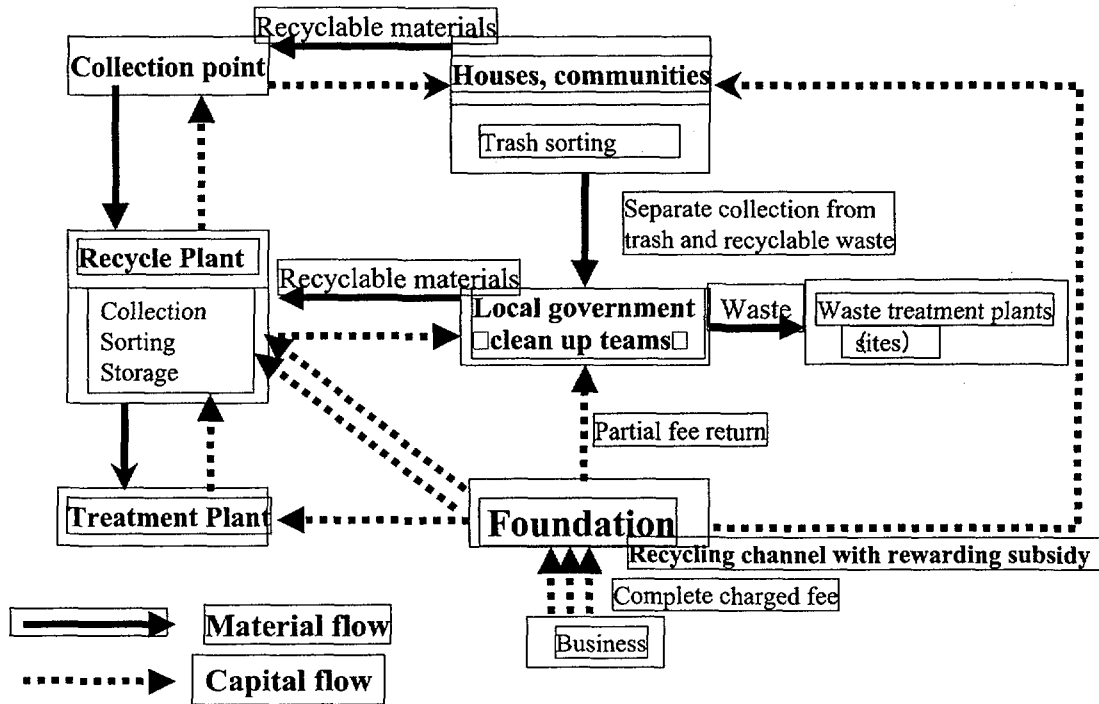 Recyclable materials
Collection point
Houses, communities
Trash sorting
Separate collection from
trash and recyclable waste
Recycle Plant
Collection
Sorting
Storage
Recyclable materials
Local government
□clean up teams□
Waste
Waste treatment plants
(sites)
Partial fee return
Treatment Plant
Foundation
Recycling channel with rewarding subsidy
Complete charged fee
Business
Material flow
Capital flow